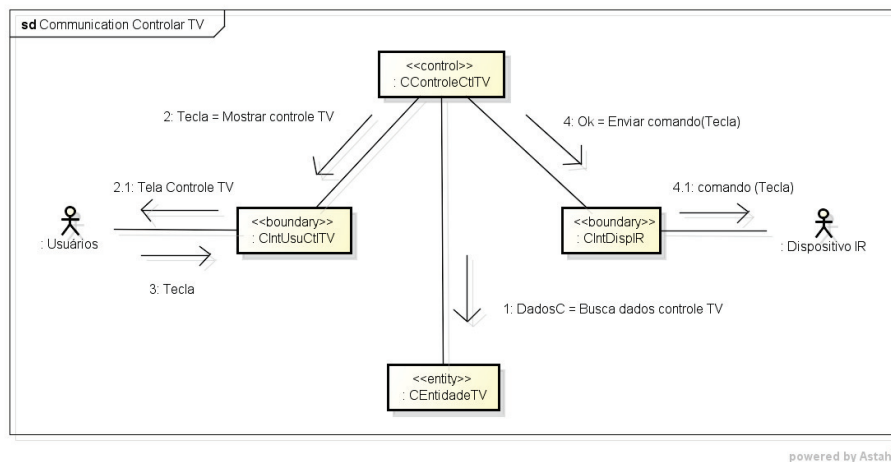 sd Communication Controlar TV
<<control>>
: CControleCtlTV
2: Tecla = Mostrar controle TV
4: Ok = Enviar comando(Tecla)
2.1: Tela Controle TV
4.1: comando (Tecla)
<<boundary>>
: CIntUsuCtlTV
<<boundary>>
: CIntDispIR
: Usuários
: Dispositivo IR
3: Tecla
1: DadosC = Busca dados controle TV
<<entity>>
: CEntidadeTV
powered by Astah